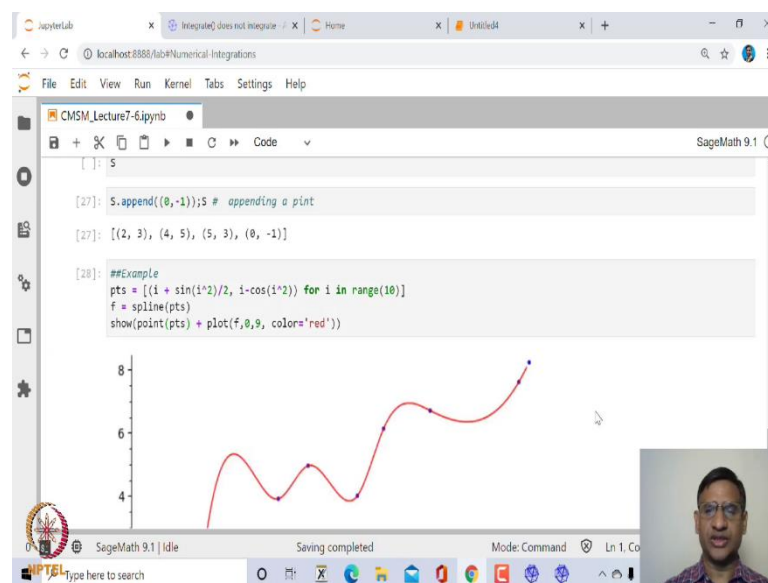 JupyterLab x Integrate() does not integrate - x Home x Untitled4 x +
localhost:8888/lab#Numerical-Integrations
File Edit View Run Kernel Tabs Settings Help
CMSM_Lecture7-6.ipynb
Code SageMath 9.1
[ ]: S
[27]: S.append((0,-1));S # appending a pint
[27]: [(2, 3), (4, 5), (5, 3), (0, -1)]
[28]: ##Example
pts = [(i + sin(i^2)/2, i-cos(i^2)) for i in range(10)]
f = spline(pts)
show(point(pts) + plot(f,0,9, color='red'))
8
6
4
SageMath 9.1 | Idle Saving completed Mode: Command Ln 1,
NPTEL Type here to search